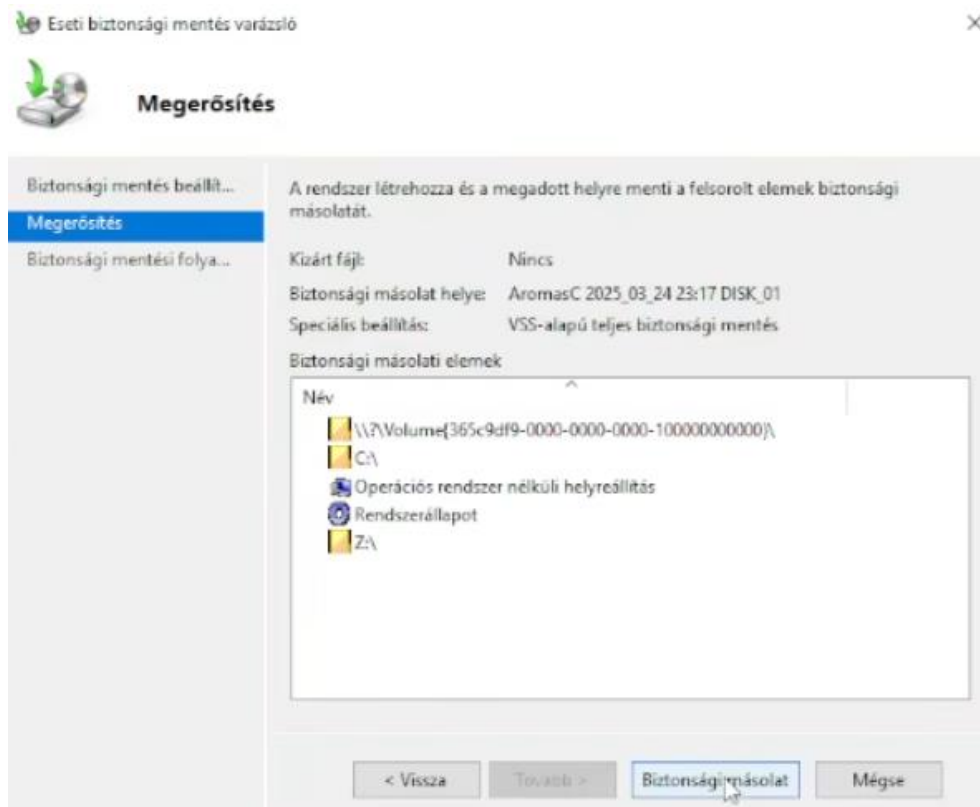 Eseti biztonsági mentés varázsló
Megerősítés
Biztonsági mentés beállít...
Megerősítés
Biztonsági mentési folya...
A rendszer létrehozza és a megadott helyre menti a felsorolt elemek biztonsági
másolatát.
Kizárt fájl: Nincs
Biztonsági másolat helye: AromasC 2025_03_24 23:17 DISK_01
Speciális beállítás: VSS-alapú teljes biztonsági mentés
Biztonsági másolati elemek
Név
\\?\Volume{365c9df9-0000-0000-0000-100000000000}\
C:\
Operációs rendszer nélküli helyreállítás
Rendszerállapot
Z:\
< Vissza Tovább > Biztonsági másolat Mégse